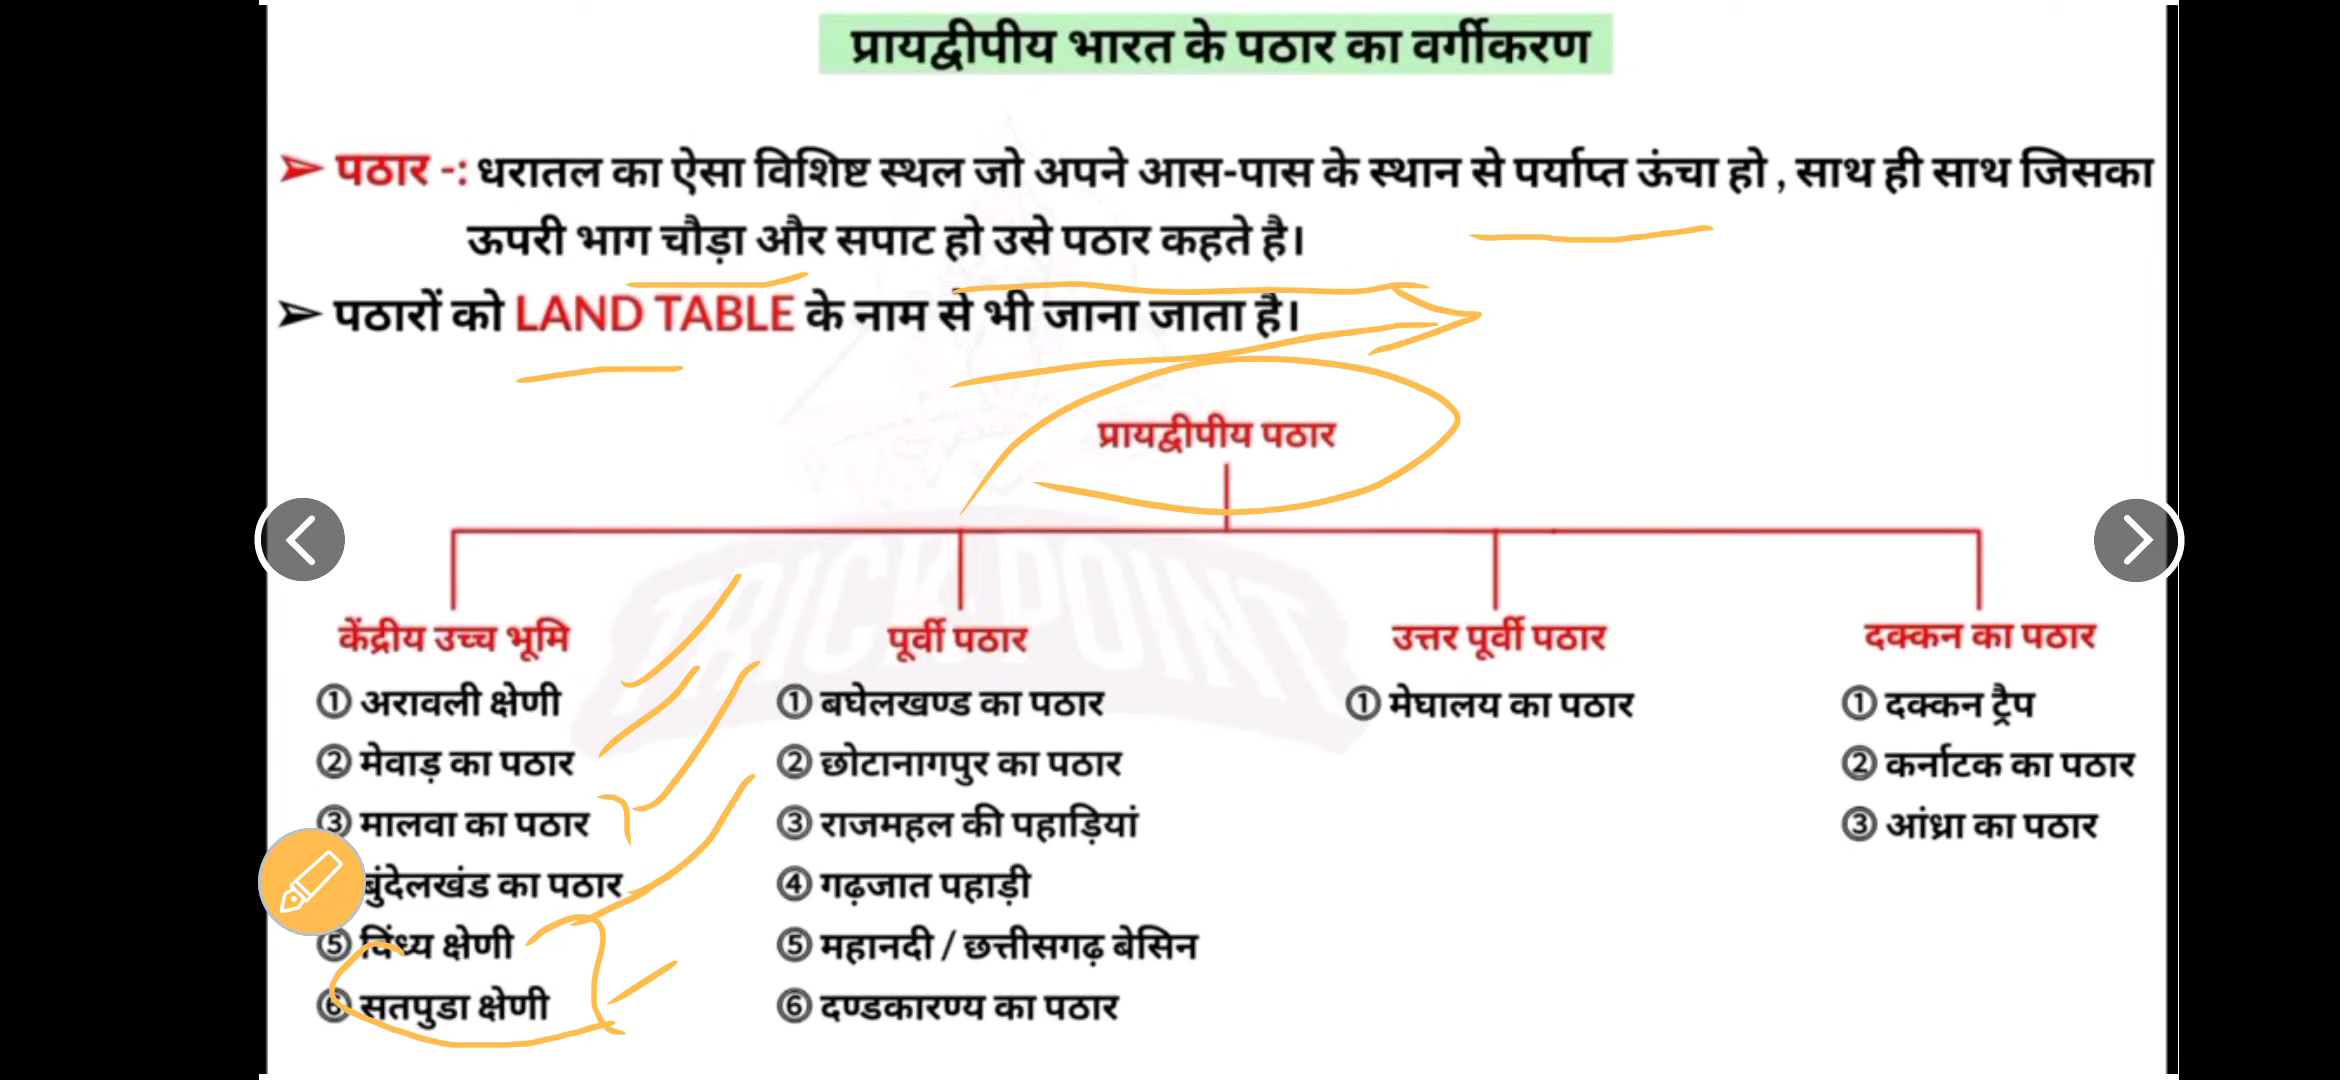 प्रायद्वीपीय भारत के पठार का वर्गीकरण
➢ पठार -: धरातल का ऐसा विशिष्ट स्थल जो अपने आस-पास के स्थान से पर्याप्त ऊंचा हो , साथ ही साथ जिसका
ऊपरी भाग चौड़ा और सपाट हो उसे पठार कहते है।
➢ पठारों को LAND TABLE के नाम से भी जाना जाता है।
प्रायद्वीपीय पठार
TRICK POINT
केंद्रीय उच्च भूमि
① अरावली क्षेणी
② मेवाड़ का पठार
③ मालवा का पठार
बुंदेलखंड का पठार
⑤ विंध्य क्षेणी
⑥ सतपुडा क्षेणी
पूर्वी पठार
① बघेलखण्ड का पठार
② छोटानागपुर का पठार
③ राजमहल की पहाड़ियां
④ गढ़जात पहाड़ी
⑤ महानदी / छत्तीसगढ़ बेसिन
⑥ दण्डकारण्य का पठार
उत्तर पूर्वी पठार
① मेघालय का पठार
दक्कन का पठार
① दक्कन ट्रैप
② कर्नाटक का पठार
③ आंध्रा का पठार